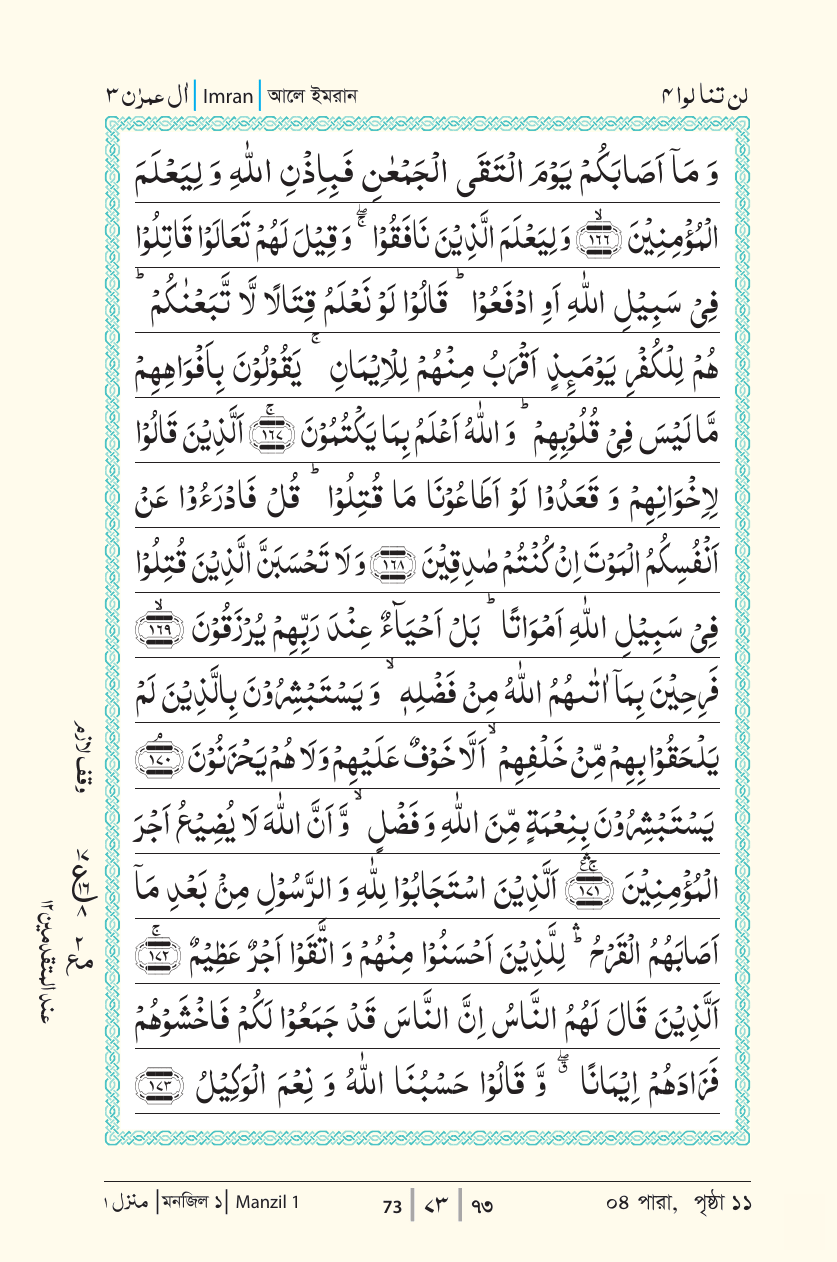 اٰل عمرٰن ٣ | Imran | আলে ইমরান
لن تنا لوا ٤
وَ مَاۤ اَصَابَكُمْ يَوْمَ الْتَقَى الْجَمْعٰنِ فَبِاِذْنِ اللّٰهِ وَ لِيَعْلَمَ
الْمُؤْمِنِيْنَ ۙ﴿١٦٦﴾ وَلِيَعْلَمَ الَّذِيْنَ نَافَقُوْا ۖۚ وَقِيْلَ لَهُمْ تَعَالَوْا قَاتِلُوْا
فِيْ سَبِيْلِ اللّٰهِ اَوِ ادْفَعُوْا ؕ قَالُوْا لَوْ نَعْلَمُ قِتَالًا لَّا تَّبَعْنٰكُمْ ؕ
هُمْ لِلْكُفْرِ يَوْمَىِٕذٍ اَقْرَبُ مِنْهُمْ لِلْاِيْمَانِ ۚ يَقُوْلُوْنَ بِاَفْوَاهِهِمْ
مَّا لَيْسَ فِيْ قُلُوْبِهِمْ ؕ وَ اللّٰهُ اَعْلَمُ بِمَا يَكْتُمُوْنَ ۚ﴿١٦٧﴾ اَلَّذِيْنَ قَالُوْا
لِاِخْوَانِهِمْ وَ قَعَدُوْا لَوْ اَطَاعُوْنَا مَا قُتِلُوْا ؕ قُلْ فَادْرَءُوْا عَنْ
اَنْفُسِكُمُ الْمَوْتَ اِنْ كُنْتُمْ صٰدِقِيْنَ ﴿١٦٨﴾ وَلَا تَحْسَبَنَّ الَّذِيْنَ قُتِلُوْا
فِيْ سَبِيْلِ اللّٰهِ اَمْوَاتًا ؕ بَلْ اَحْيَآءٌ عِنْدَ رَبِّهِمْ يُرْزَقُوْنَ ۙ﴿١٦٩﴾
فَرِحِيْنَ بِمَاۤ اٰتٰىهُمُ اللّٰهُ مِنْ فَضْلِهٖ ۙ وَ يَسْتَبْشِرُوْنَ بِالَّذِيْنَ لَمْ
يَلْحَقُوْا بِهِمْ مِّنْ خَلْفِهِمْ ۙ اَلَّا خَوْفٌ عَلَيْهِمْ وَلَا هُمْ يَحْزَنُوْنَ ۘ﴿١٧٠﴾
يَسْتَبْشِرُوْنَ بِنِعْمَةٍ مِّنَ اللّٰهِ وَ فَضْلٍ ۙ وَّ اَنَّ اللّٰهَ لَا يُضِيْعُ اَجْرَ
الْمُؤْمِنِيْنَ ۛۚ﴿١٧١﴾ اَلَّذِيْنَ اسْتَجَابُوْا لِلّٰهِ وَ الرَّسُوْلِ مِنْۢ بَعْدِ مَاۤ
اَصَابَهُمُ الْقَرْحُ ۛؕ لِلَّذِيْنَ اَحْسَنُوْا مِنْهُمْ وَ اتَّقَوْا اَجْرٌ عَظِيْمٌ ۚ﴿١٧٢﴾
اَلَّذِيْنَ قَالَ لَهُمُ النَّاسُ اِنَّ النَّاسَ قَدْ جَمَعُوْا لَكُمْ فَاخْشَوْهُمْ
فَزَادَهُمْ اِيْمَانًا ۖۗ وَّ قَالُوْا حَسْبُنَا اللّٰهُ وَ نِعْمَ الْوَكِيْلُ ﴿١٧٣﴾
وقف لازم
١٧
ع ١٦
٨
مع ٢
عند المتقدمين ١٢
منزل ١ | মনজিল ১ | Manzil 1
73 | ٧٣ | ৭৩
০৪ পারা, পৃষ্ঠা ১১